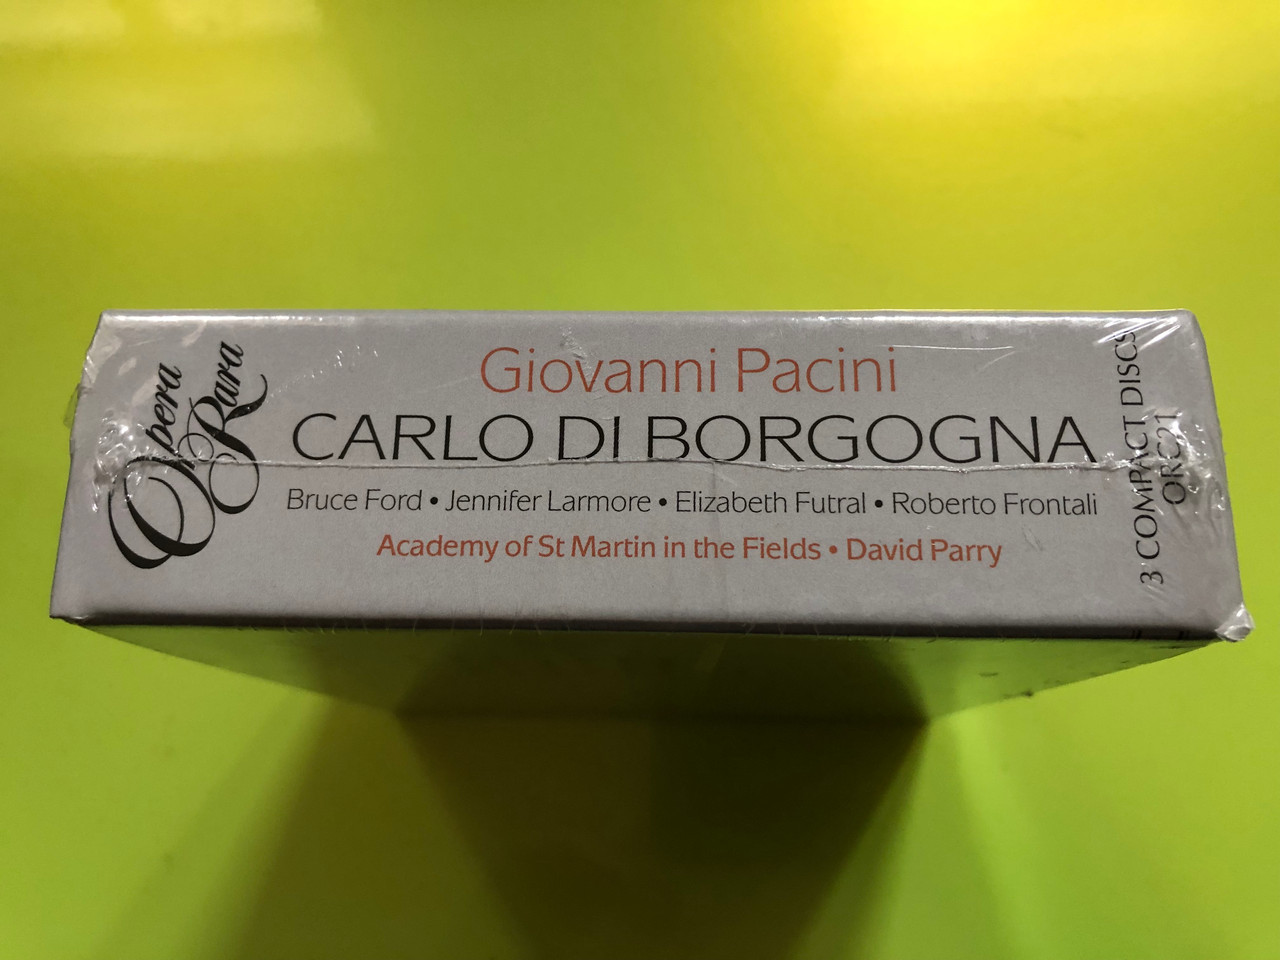 Opera
Rara
Giovanni Pacini
CARLO DI BORGOGNA
Bruce Ford • Jennifer Larmore • Elizabeth Futral • Roberto Frontali
Academy of St Martin in the Fields • David Parry
3 COMPACT DISCS
ORC21